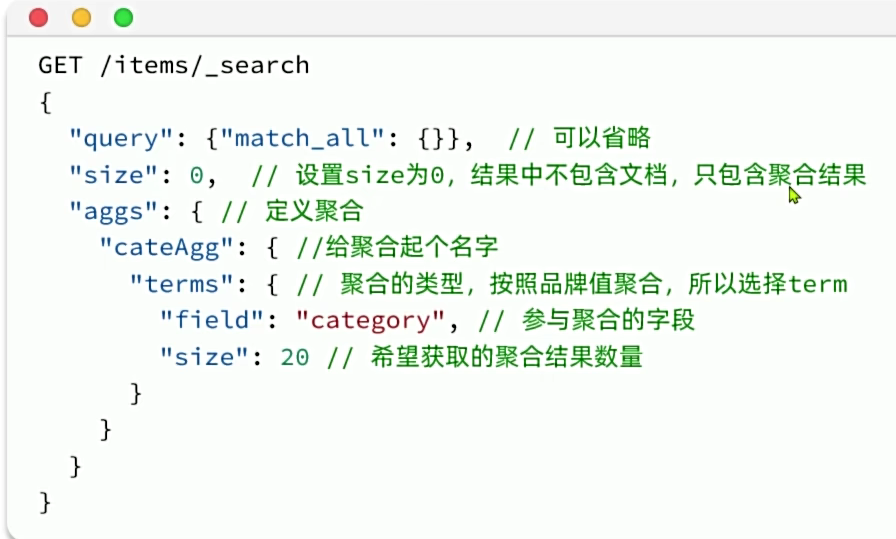 GET /items/_search
{
  "query": {"match_all": {}},  // 可以省略
  "size": 0,  // 设置size为0，结果中不包含文档，只包含聚合结果
  "aggs": { // 定义聚合
    "cateAgg": { //给聚合起个名字
      "terms": { // 聚合的类型，按照品牌值聚合，所以选择term
        "field": "category", // 参与聚合的字段
        "size": 20 // 希望获取的聚合结果数量
      }
    }
  }
}